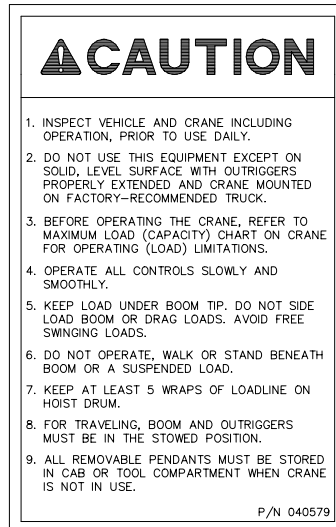 CAUTION
1. INSPECT VEHICLE AND CRANE INCLUDING
OPERATION, PRIOR TO USE DAILY.
2. DO NOT USE THIS EQUIPMENT EXCEPT ON
SOLID, LEVEL SURFACE WITH OUTRIGGERS
PROPERLY EXTENDED AND CRANE MOUNTED
ON FACTORY-RECOMMENDED TRUCK.
3. BEFORE OPERATING THE CRANE, REFER TO
MAXIMUM LOAD (CAPACITY) CHART ON CRANE
FOR OPERATING (LOAD) LIMITATIONS.
4. OPERATE ALL CONTROLS SLOWLY AND
SMOOTHLY.
5. KEEP LOAD UNDER BOOM TIP. DO NOT SIDE
LOAD BOOM OR DRAG LOADS. AVOID FREE
SWINGING LOADS.
6. DO NOT OPERATE, WALK OR STAND BENEATH
BOOM OR A SUSPENDED LOAD.
7. KEEP AT LEAST 5 WRAPS OF LOADLINE ON
HOIST DRUM.
8. FOR TRAVELING, BOOM AND OUTRIGGERS
MUST BE IN THE STOWED POSITION.
9. ALL REMOVABLE PENDANTS MUST BE STORED
IN CAB OR TOOL COMPARTMENT WHEN CRANE
IS NOT IN USE.
P/N 040579